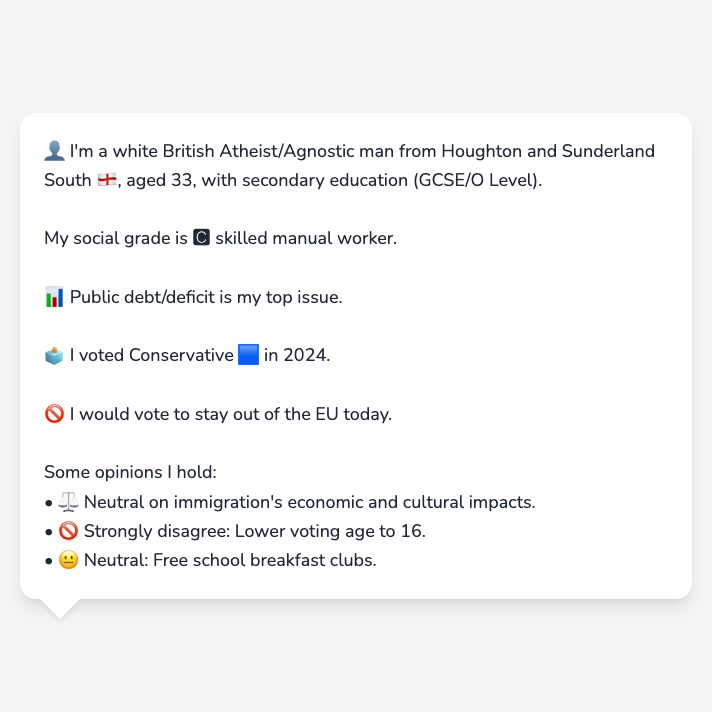 👤 I'm a white British Atheist/Agnostic man from Houghton and Sunderland
South 🏴󠁧󠁢󠁥󠁮󠁧󠁿, aged 33, with secondary education (GCSE/O Level).
My social grade is 🅲 skilled manual worker.
📊 Public debt/deficit is my top issue.
🗳️ I voted Conservative 🟦 in 2024.
🚫 I would vote to stay out of the EU today.
Some opinions I hold:
• ⚖️ Neutral on immigration's economic and cultural impacts.
• 🚫 Strongly disagree: Lower voting age to 16.
• 😐 Neutral: Free school breakfast clubs.